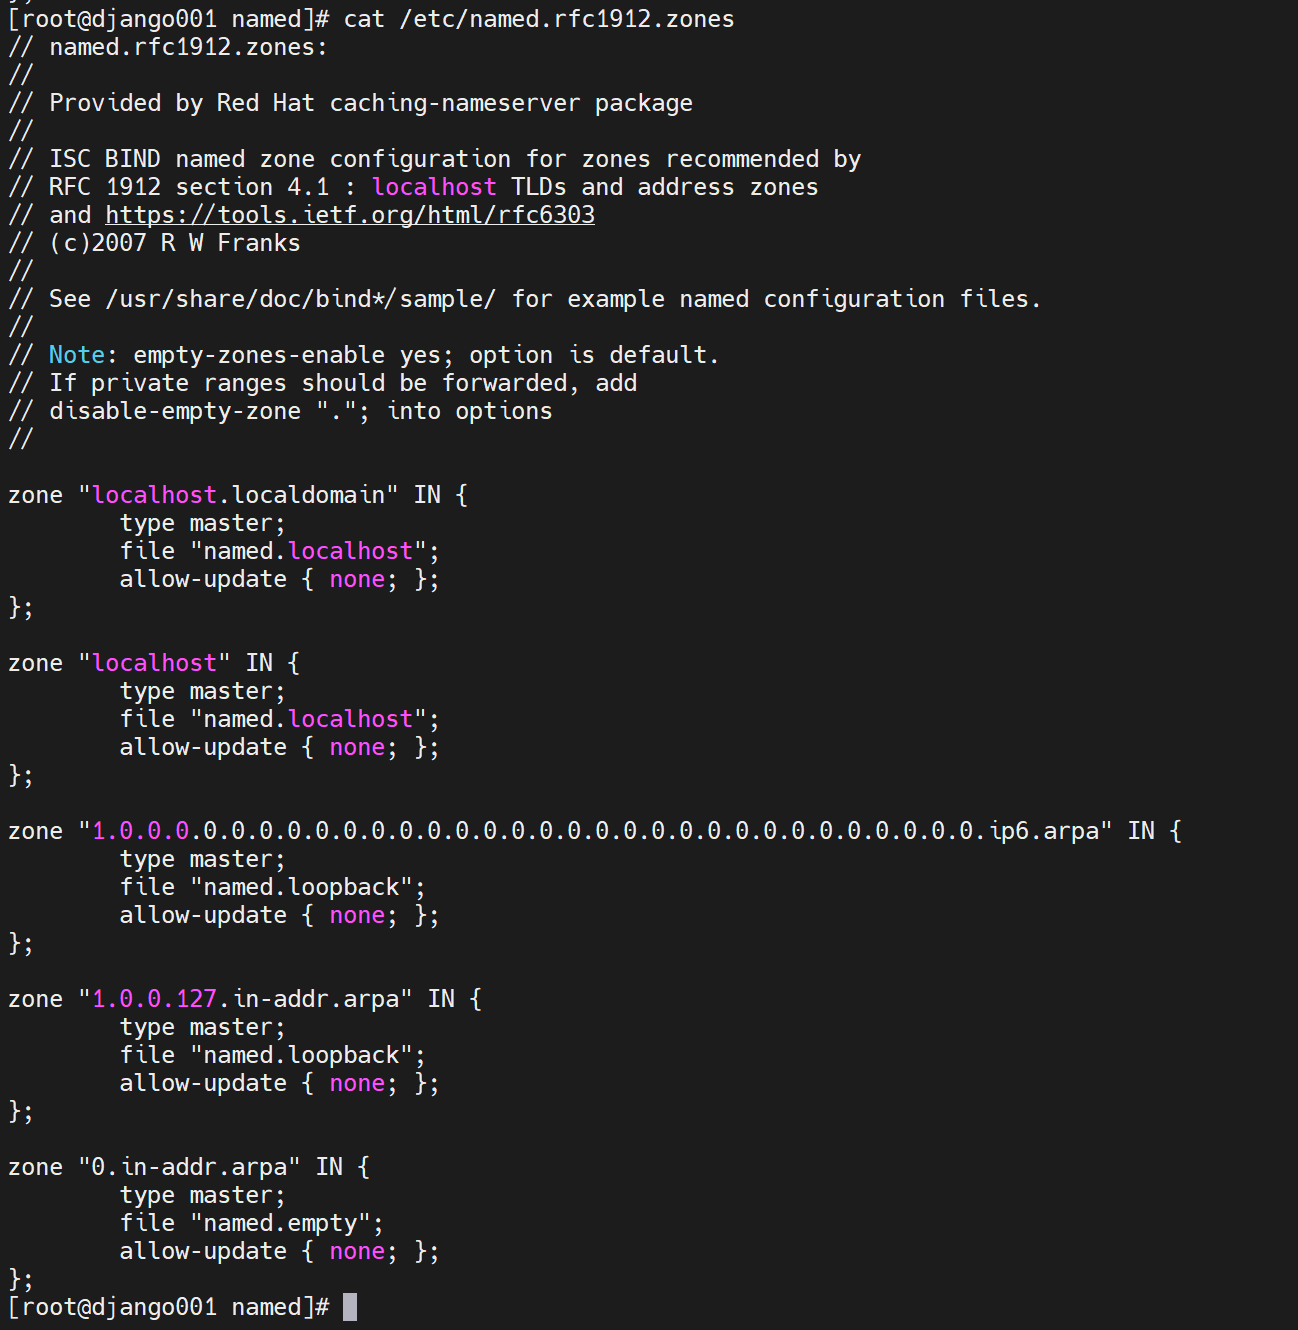 [root@django001 named]# cat /etc/named.rfc1912.zones
// named.rfc1912.zones:
//
// Provided by Red Hat caching-nameserver package
//
// ISC BIND named zone configuration for zones recommended by
// RFC 1912 section 4.1 : localhost TLDs and address zones
// and https://tools.ietf.org/html/rfc6303
// (c)2007 R W Franks
//
// See /usr/share/doc/bind*/sample/ for example named configuration files.
//
// Note: empty-zones-enable yes; option is default.
// If private ranges should be forwarded, add
// disable-empty-zone "."; into options
//

zone "localhost.localdomain" IN {
        type master;
        file "named.localhost";
        allow-update { none; };
};

zone "localhost" IN {
        type master;
        file "named.localhost";
        allow-update { none; };
};

zone "1.0.0.0.0.0.0.0.0.0.0.0.0.0.0.0.0.0.0.0.0.0.0.0.0.0.0.0.0.0.0.0.ip6.arpa" IN {
        type master;
        file "named.loopback";
        allow-update { none; };
};

zone "1.0.0.127.in-addr.arpa" IN {
        type master;
        file "named.loopback";
        allow-update { none; };
};

zone "0.in-addr.arpa" IN {
        type master;
        file "named.empty";
        allow-update { none; };
};
[root@django001 named]#